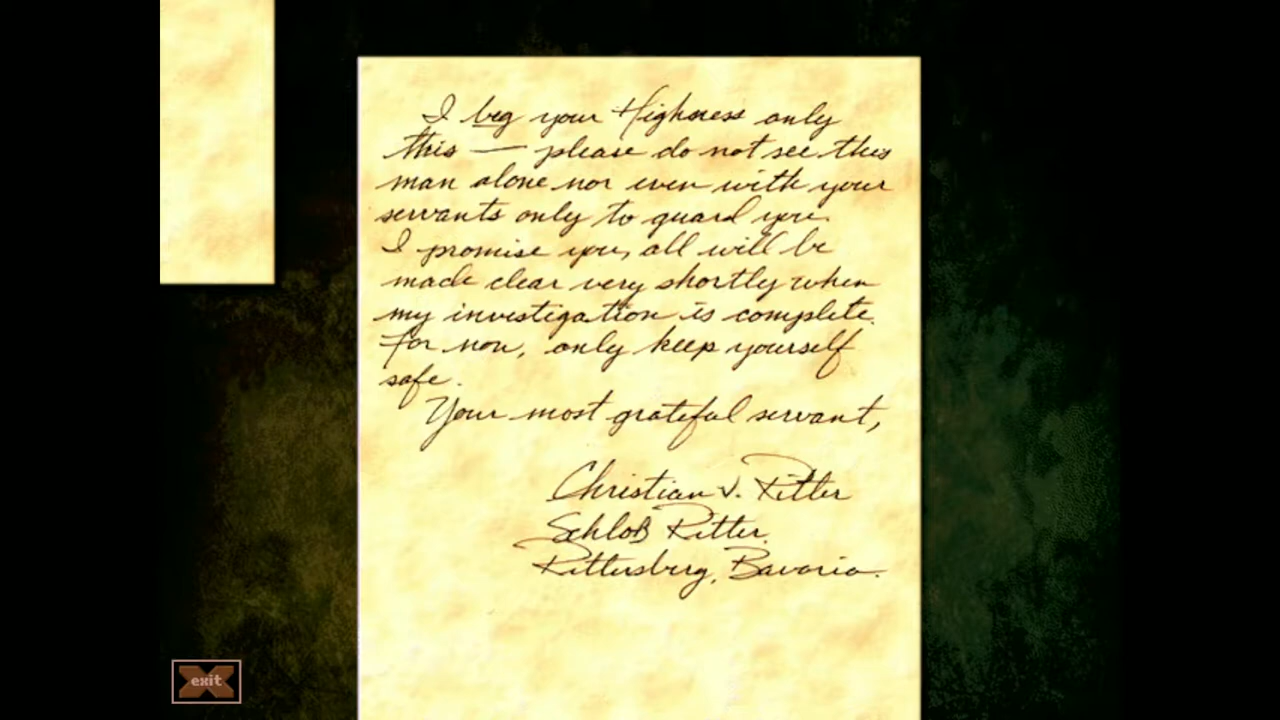 I beg your Highness only
this — please do not see this
man alone nor even with your
servants only to guard you.
I promise you, all will be
made clear very shortly when
my investigation is complete.
For now, only keep yourself
safe.
Your most grateful servant,
Christian V. Ritter
Schloß Ritter.
Rittersberg, Bavaria.
exit